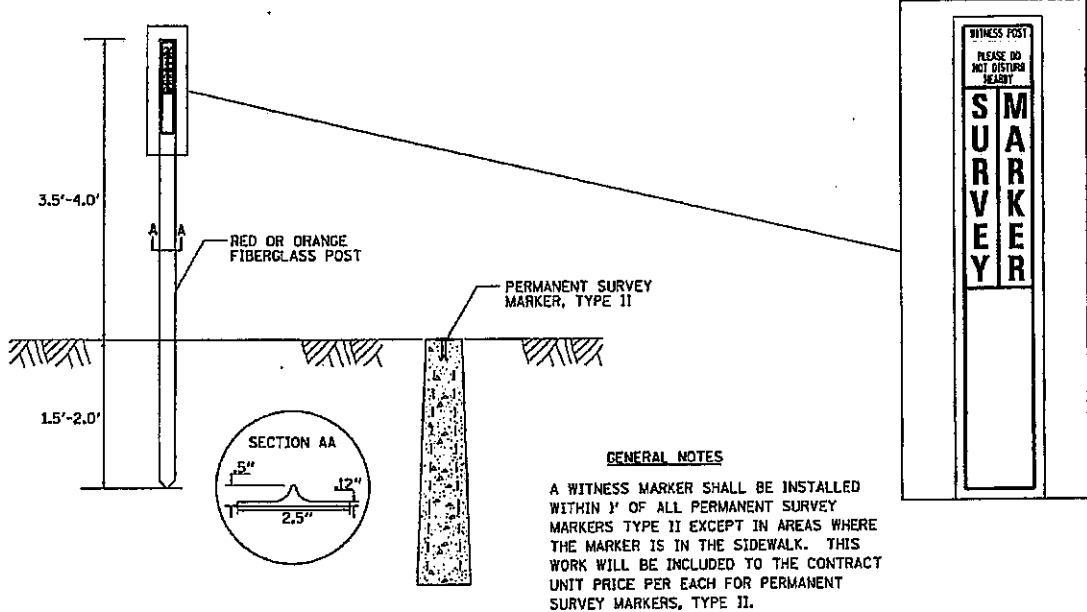 3.5'-4.0'
A A
RED OR ORANGE
FIBERGLASS POST
1.5'-2.0'
PERMANENT SURVEY
MARKER, TYPE II
SECTION AA
.5"
.12"
2.5"
WITNESS POST
PLEASE DO
NOT DISTURB
NEARBY
SURVEY
MARKER
GENERAL NOTES
A WITNESS MARKER SHALL BE INSTALLED
WITHIN 1' OF ALL PERMANENT SURVEY
MARKERS TYPE II EXCEPT IN AREAS WHERE
THE MARKER IS IN THE SIDEWALK. THIS
WORK WILL BE INCLUDED TO THE CONTRACT
UNIT PRICE PER EACH FOR PERMANENT
SURVEY MARKERS, TYPE II.